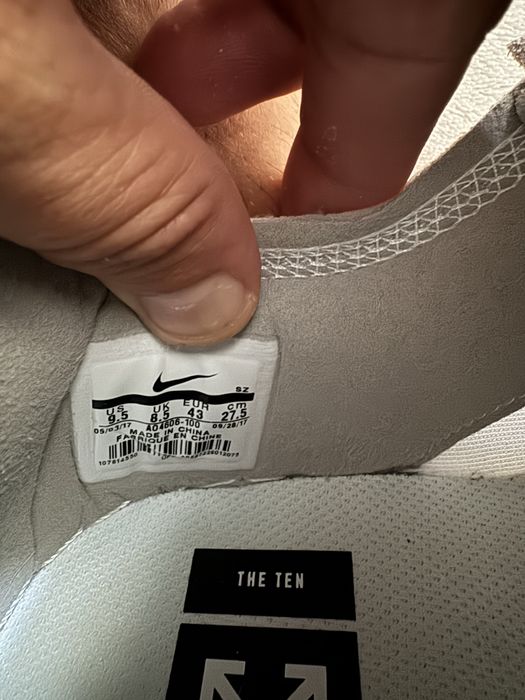 SZ
US UK EUR cm
9.5 8.5 43 27.5
05/03/17 AO4606-100 09/28/17
MADE IN CHINA
FABRIQUE EN CHINE
THE TEN